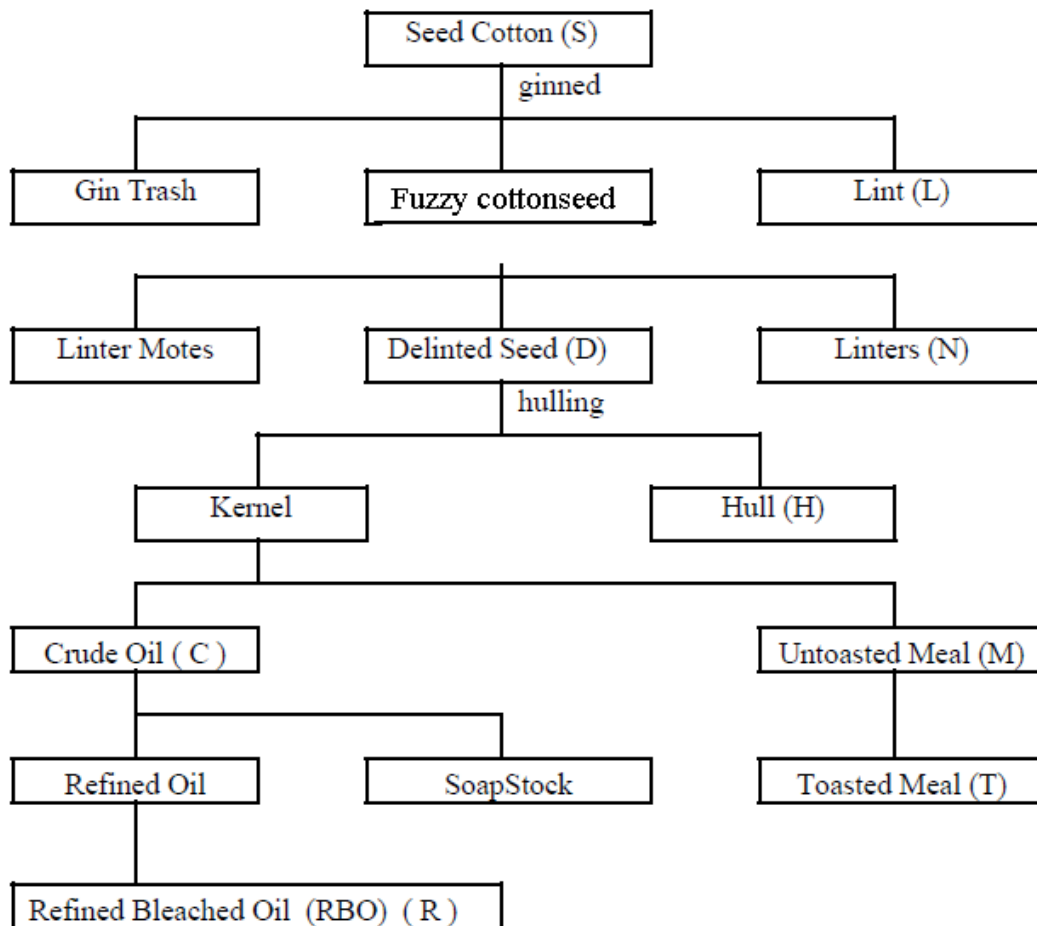 Seed Cotton (S)
ginned
Gin Trash
Fuzzy cottonseed
Lint (L)
Linter Motes
Delinted Seed (D)
Linters (N)
hulling
Kernel
Hull (H)
Crude Oil ( C )
Untoasted Meal (M)
Refined Oil
SoapStock
Toasted Meal (T)
Refined Bleached Oil (RBO) ( R )